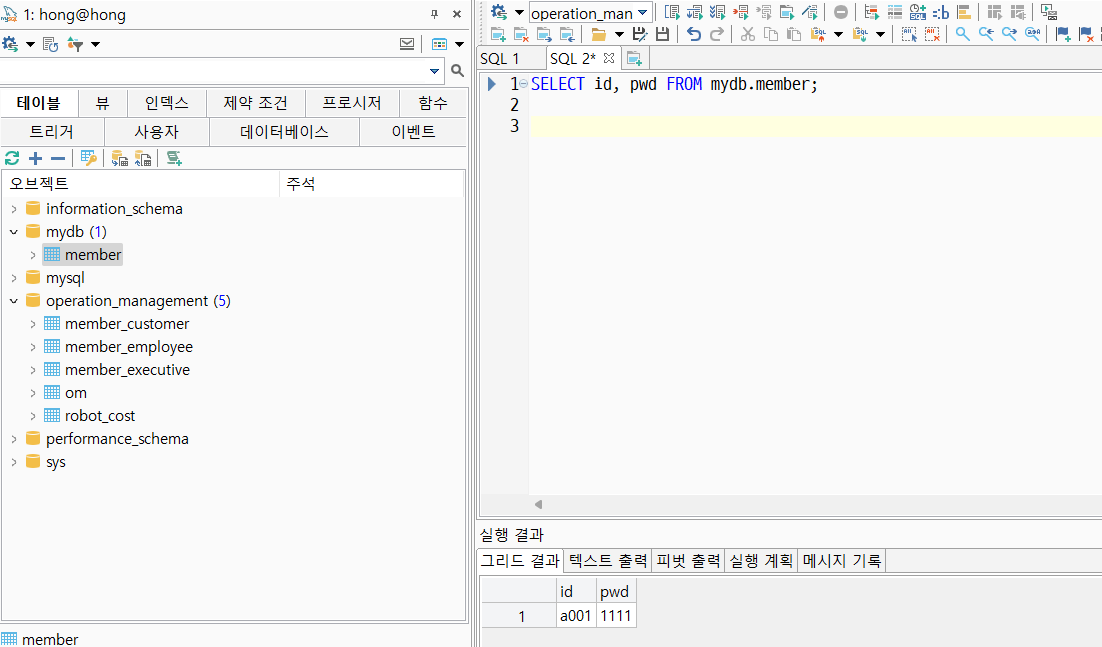 1: hong@hong
테이블 뷰 인덱스 제약 조건 프로시저 함수
트리거 사용자 데이터베이스 이벤트
오브젝트 주석
information_schema
mydb (1)
member
mysql
operation_management (5)
member_customer
member_employee
member_executive
om
robot_cost
performance_schema
sys
member
operation_man
SQL 1 SQL 2*
1 SELECT id, pwd FROM mydb.member;
2
3
실행 결과
그리드 결과 텍스트 출력 피벗 출력 실행 계획 메시지 기록
id pwd
1 a001 1111